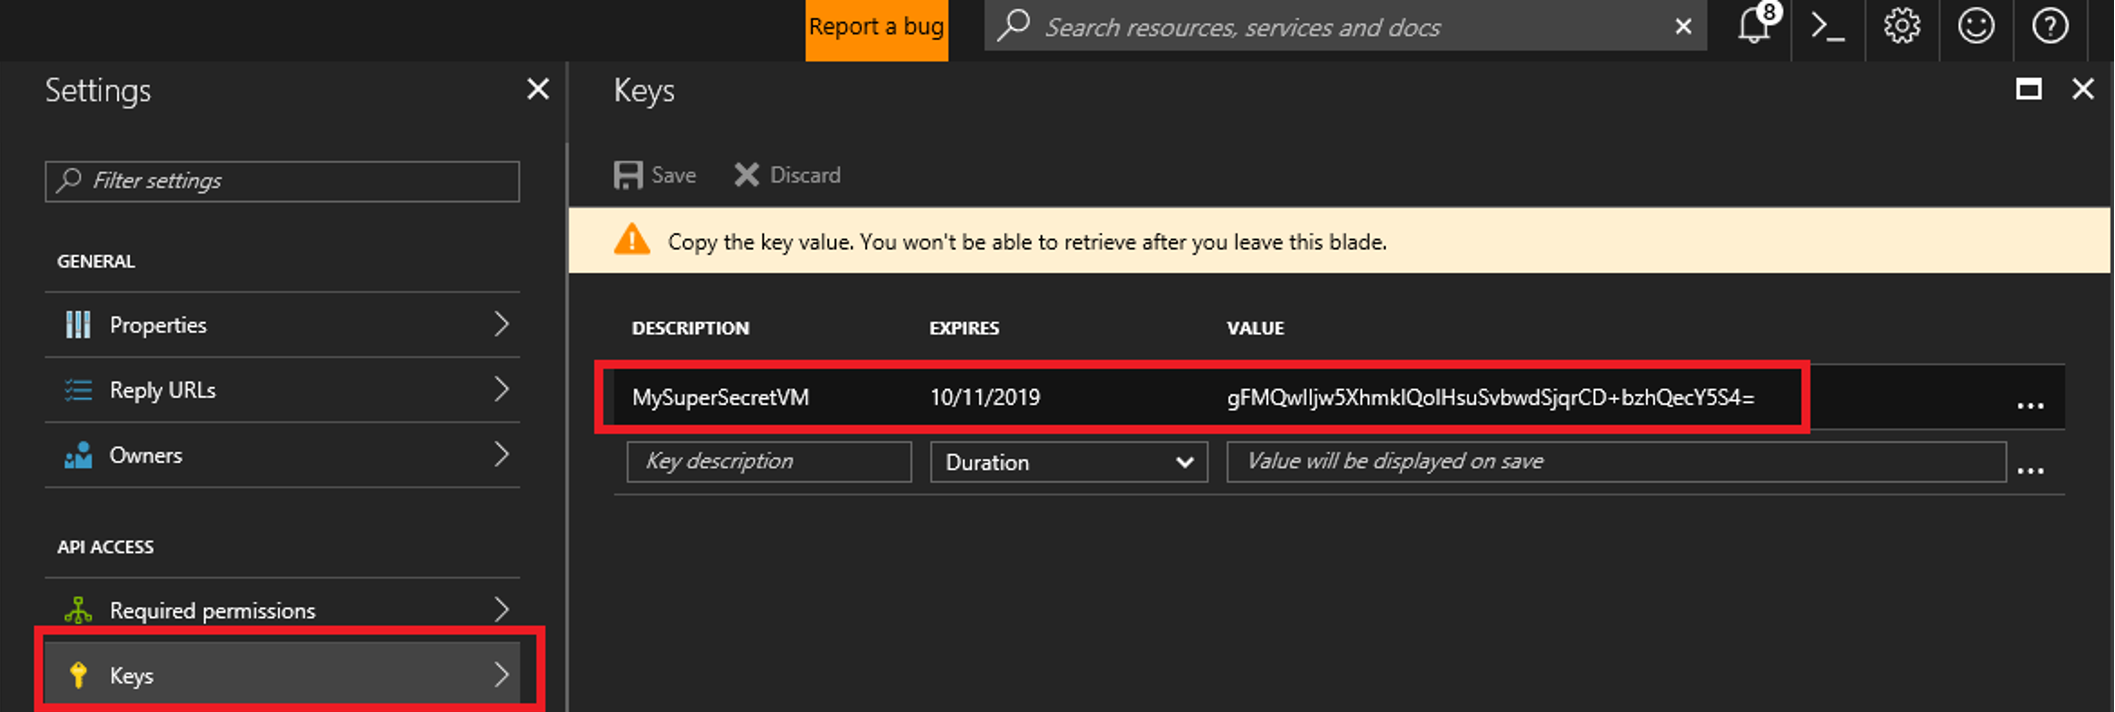 Report a bug
Search resources, services and docs
8
Settings
Filter settings
GENERAL
Properties
Reply URLs
Owners
API ACCESS
Required permissions
Keys
Keys
Save Discard
Copy the key value. You won't be able to retrieve after you leave this blade.
DESCRIPTION EXPIRES VALUE
MySuperSecretVM 10/11/2019 gFMQwlIjw5XhmklQolHsuSvbwdSjqrCD+bzhQecY5S4=
Key description Duration Value will be displayed on save